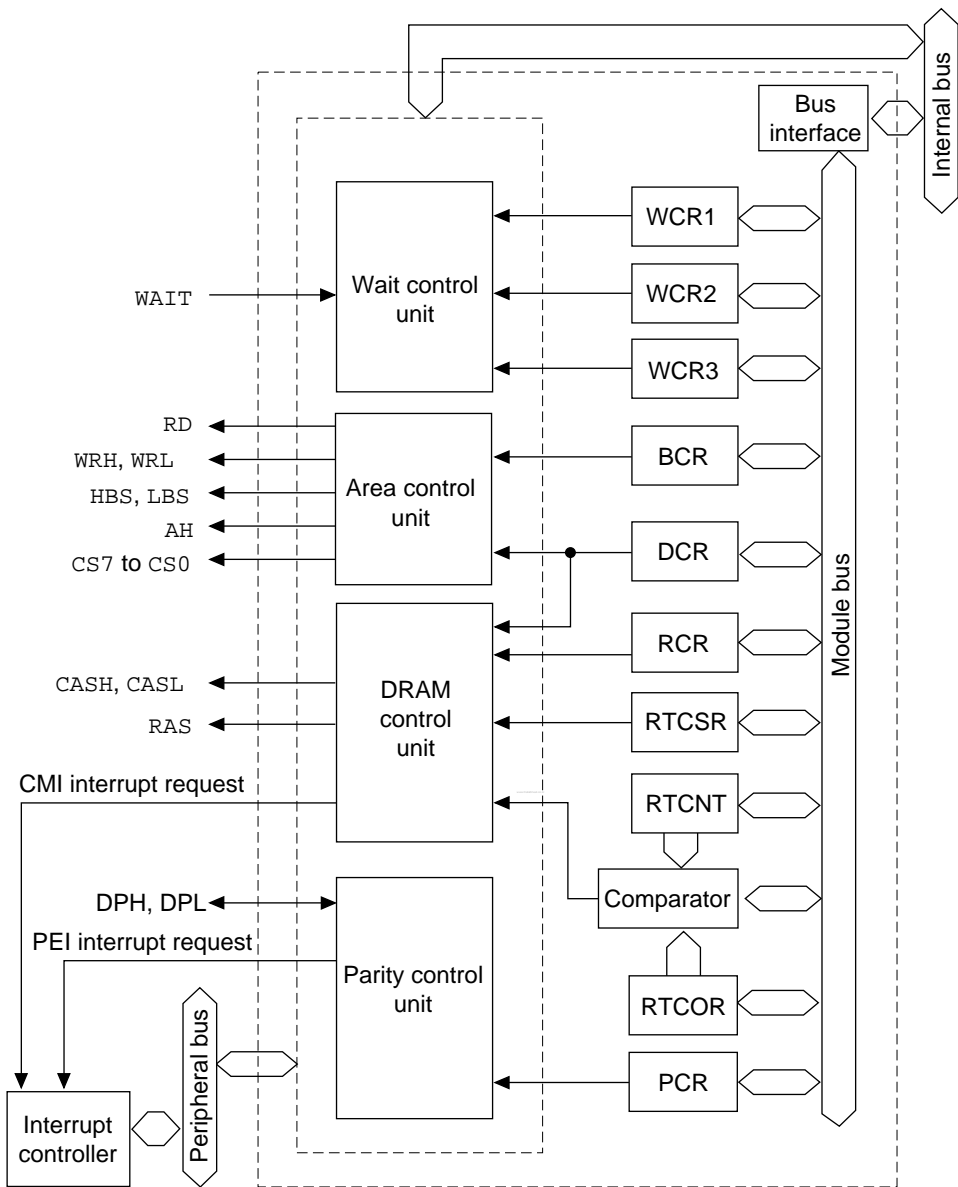 Bus
interface
Internal bus
WCR1
Wait control
unit
WAIT
WCR2
WCR3
RD
WRH, WRL
HBS, LBS
AH
CS7 to CS0
Area control
unit
BCR
DCR
Module bus
RCR
CASH, CASL
RAS
DRAM
control
unit
RTCSR
CMI interrupt request
RTCNT
Comparator
DPH, DPL
PEI interrupt request
Parity control
unit
RTCOR
PCR
Peripheral bus
Interrupt
controller